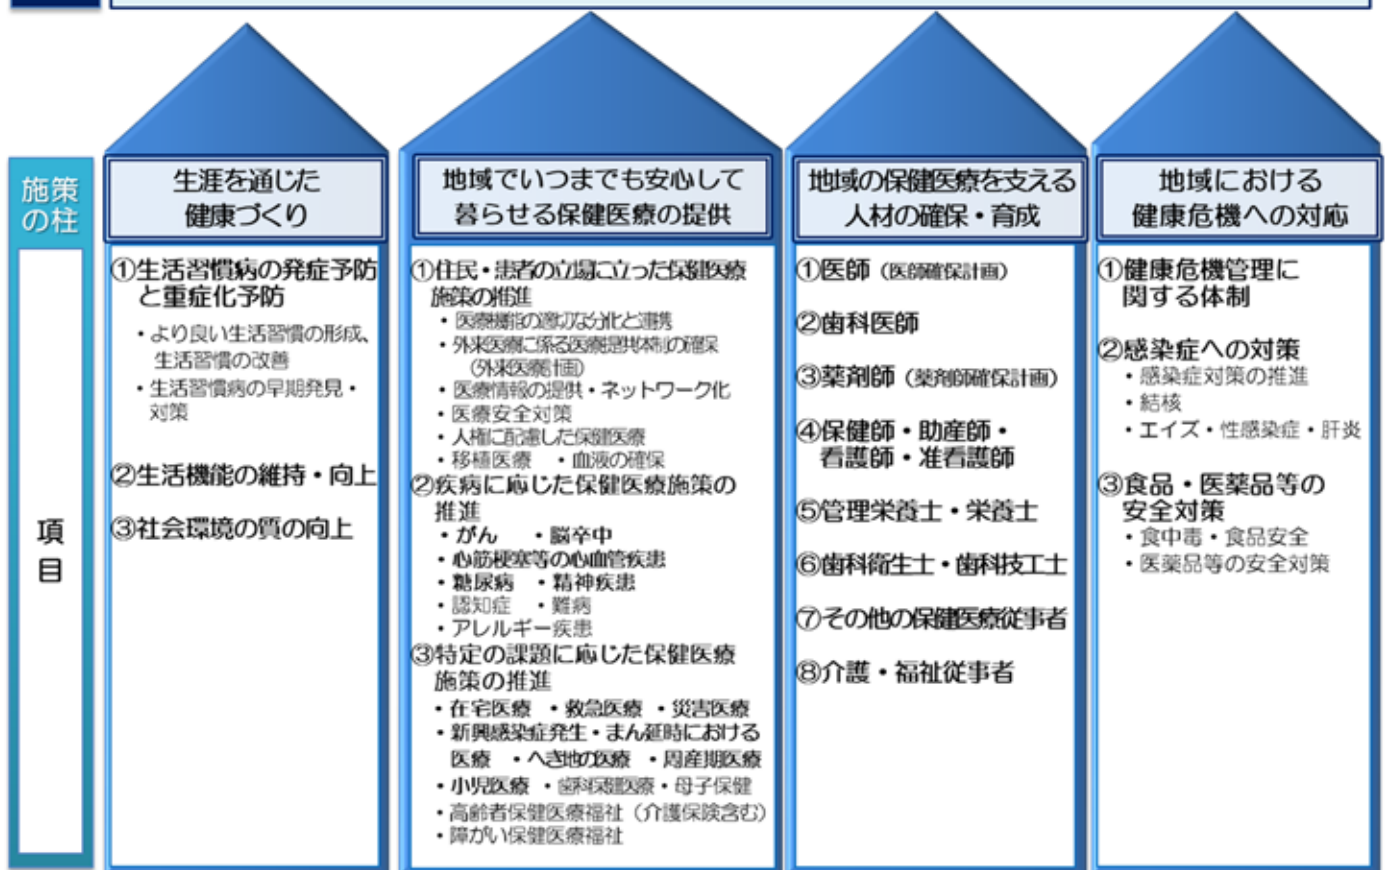 施策
の柱
項
目
生涯を通じた
健康づくり
①生活習慣病の発症予防
と重症化予防
・より良い生活習慣の形成、
生活習慣の改善
・生活習慣病の早期発見・
対策
②生活機能の維持・向上
③社会環境の質の向上
地域でいつまでも安心して
暮らせる保健医療の提供
①住民・患者の立場に立った保健医療
施策の推進
・医療機能の適切な分化と連携
・外来医療に係る医療提供体制の確保
（外来医療計画）
・医療情報の提供・ネットワーク化
・医療安全対策
・人権に配慮した保健医療
・移植医療　・血液の確保
②疾病に応じた保健医療施策の
推進
・がん　・脳卒中
・心筋梗塞等の心血管疾患
・糖尿病　・精神疾患
・認知症　・難病
・アレルギー疾患
③特定の課題に応じた保健医療
施策の推進
・在宅医療　・救急医療　・災害医療
・新興感染症発生・まん延時における
医療　・へき地の医療　・周産期医療
・小児医療　・歯科保健医療・母子保健
・高齢者保健医療福祉（介護保険含む）
・障がい保健医療福祉
地域の保健医療を支える
人材の確保・育成
①医師（医師確保計画）
②歯科医師
③薬剤師（薬剤師確保計画）
④保健師・助産師・
看護師・准看護師
⑤管理栄養士・栄養士
⑥歯科衛生士・歯科技工士
⑦その他の保健医療従事者
⑧介護・福祉従事者
地域における
健康危機への対応
①健康危機管理に
関する体制
②感染症への対策
・感染症対策の推進
・結核
・エイズ・性感染症・肝炎
③食品・医薬品等の
安全対策
・食中毒・食品安全
・医薬品等の安全対策